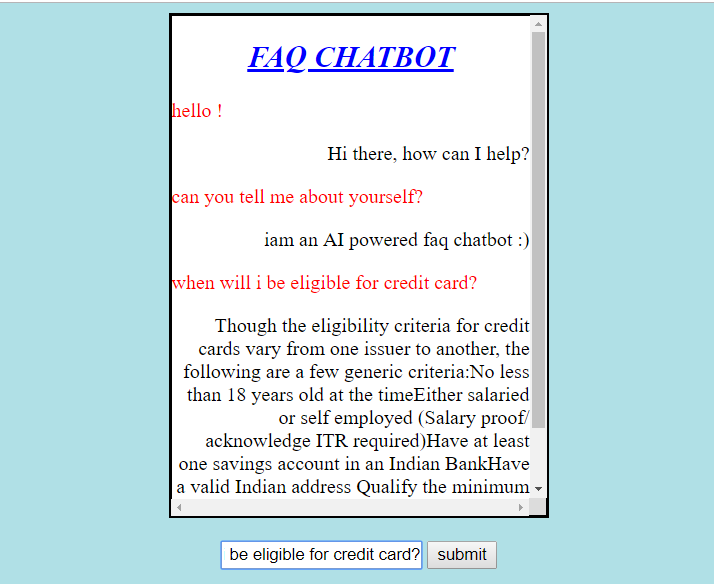 FAQ CHATBOT
hello !
Hi there, how can I help?
can you tell me about yourself?
iam an AI powered faq chatbot :)
when will i be eligible for credit card?
Though the eligibility criteria for credit
cards vary from one issuer to another, the
following are a few generic criteria:No less
than 18 years old at the timeEither salaried
or self employed (Salary proof/
acknowledge ITR required)Have at least
one savings account in an Indian BankHave
a valid Indian address Qualify the minimum
be eligible for credit card?
submit